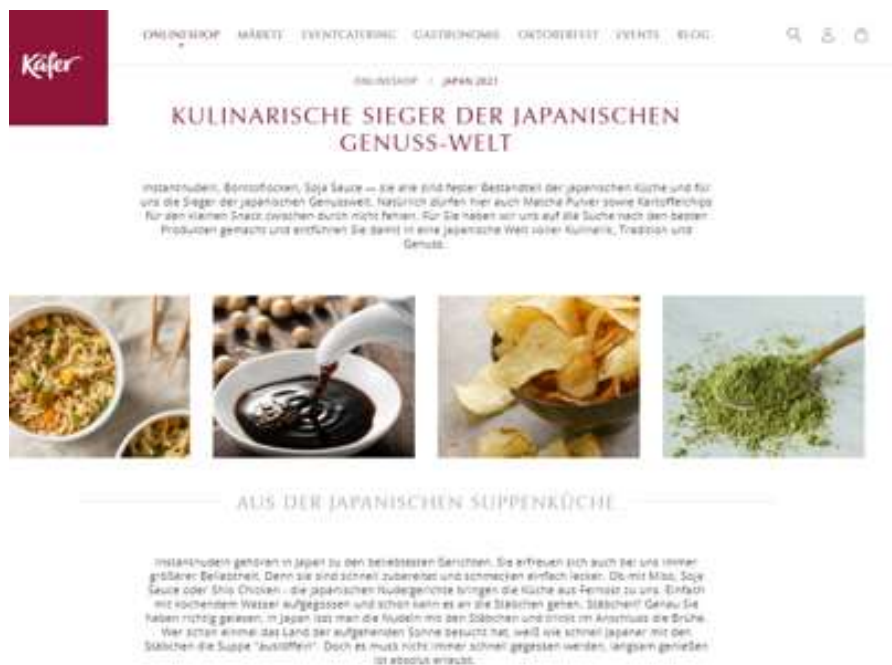 Käfer
ONLINESHOP MÄRKTE EVENTCATERING GASTRONOMIE OKTOBERFEST EVENTS BLOG
ONLINESHOP / JAPAN 2021
KULINARISCHE SIEGER DER JAPANISCHEN
GENUSS-WELT
Instantnudeln, Bonitoflocken, Soja Sauce — sie alle sind fester Bestandteil der japanischen Küche und für
uns die Sieger der japanischen Genusswelt. Natürlich dürfen hier auch Matcha Pulver sowie Kartoffelchips
für den kleinen Snack zwischen durch nicht fehlen. Für Sie haben wir uns auf die Suche nach den besten
Produkten gemacht und entführen Sie damit in eine japanische Welt voller Kulinarik, Tradition und
Genuss.
AUS DER JAPANISCHEN SUPPENKÜCHE
Instantnudeln gehören in Japan zu den beliebtesten Gerichten. Sie erfreuen sich auch bei uns immer
größerer Beliebtheit. Denn sie sind schnell zubereitet und schmecken einfach lecker. Ob mit Miso, Soja
Sauce oder Shio Chicken - die japanischen Nudelgerichte bringen die Küche aus Fernost zu uns. Einfach
mit kochendem Wasser aufgegossen und schon kann es an die Stäbchen gehen. Stäbchen? Genau Sie
haben richtig gelesen, in Japan isst man die Nudeln mit den Stäbchen und trinkt im Anschluss die Brühe.
Wer schon einmal das Land der aufgehenden Sonne besucht hat, weiß wie schnell Japaner mit den
Stäbchen die Suppe "auslöffeln". Doch es muss nicht immer schnell gegessen werden, langsam genießen
ist absolut erlaubt.